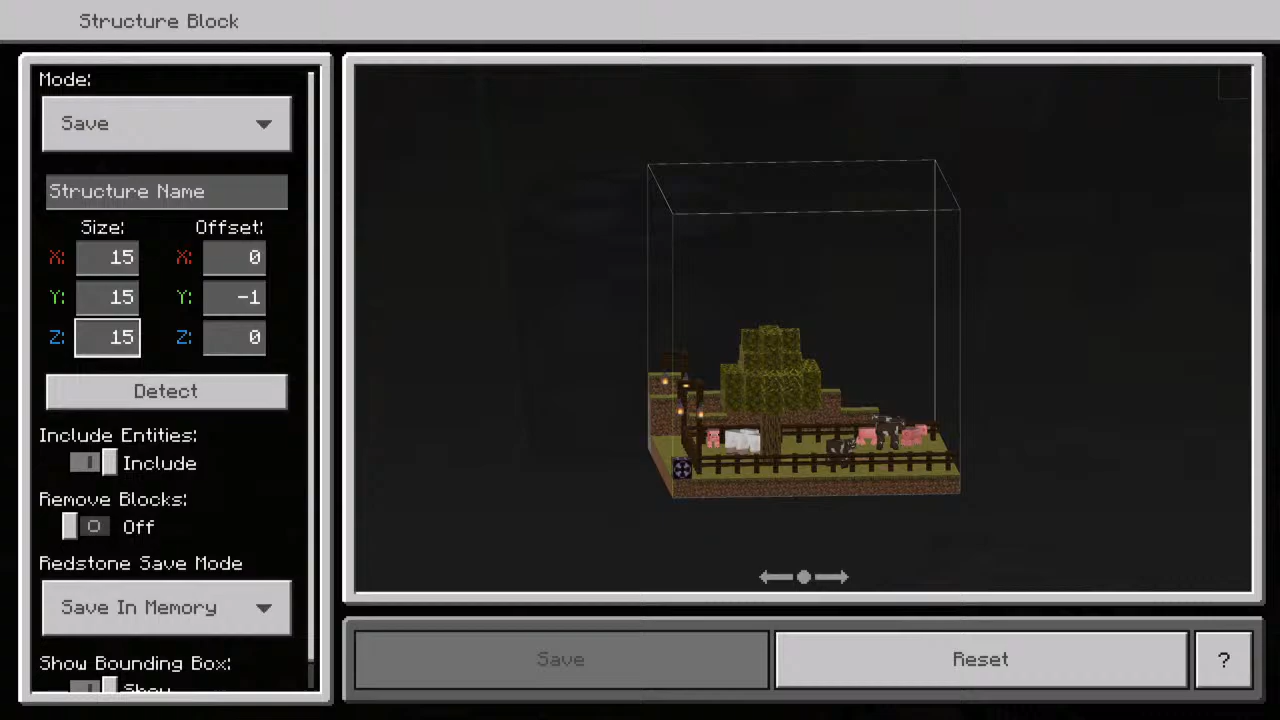 Structure Block
Mode:
Save
Structure Name
Size: Offset:
X: 15 X: 0
Y: 15 Y: -1
Z: 15 Z: 0
Detect
Include Entities:
Include
Remove Blocks:
Off
Redstone Save Mode
Save In Memory
Show Bounding Box:
Show
Save Reset ?